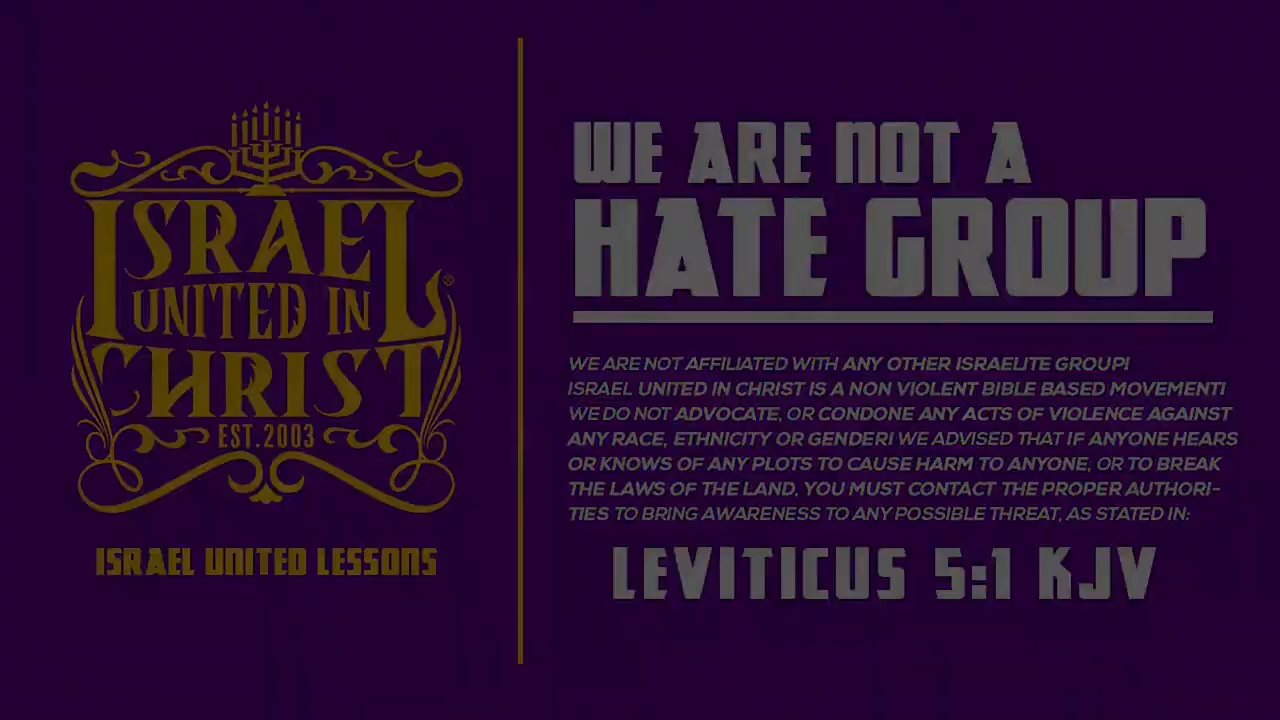 ISRAEL
UNITED IN
CHRIST
EST.2003
ISRAEL UNITED LESSONS
WE ARE NOT A
HATE GROUP
WE ARE NOT AFFILIATED WITH ANY OTHER ISRAELITE GROUP!
ISRAEL UNITED IN CHRIST IS A NON VIOLENT BIBLE BASED MOVEMENT!
WE DO NOT ADVOCATE, OR CONDONE ANY ACTS OF VIOLENCE AGAINST
ANY RACE, ETHNICITY OR GENDER! WE ADVISED THAT IF ANYONE HEARS
OR KNOWS OF ANY PLOTS TO CAUSE HARM TO ANYONE, OR TO BREAK
THE LAWS OF THE LAND, YOU MUST CONTACT THE PROPER AUTHORI-
TIES TO BRING AWARENESS TO ANY POSSIBLE THREAT, AS STATED IN:
LEVITICUS 5:1 KJV